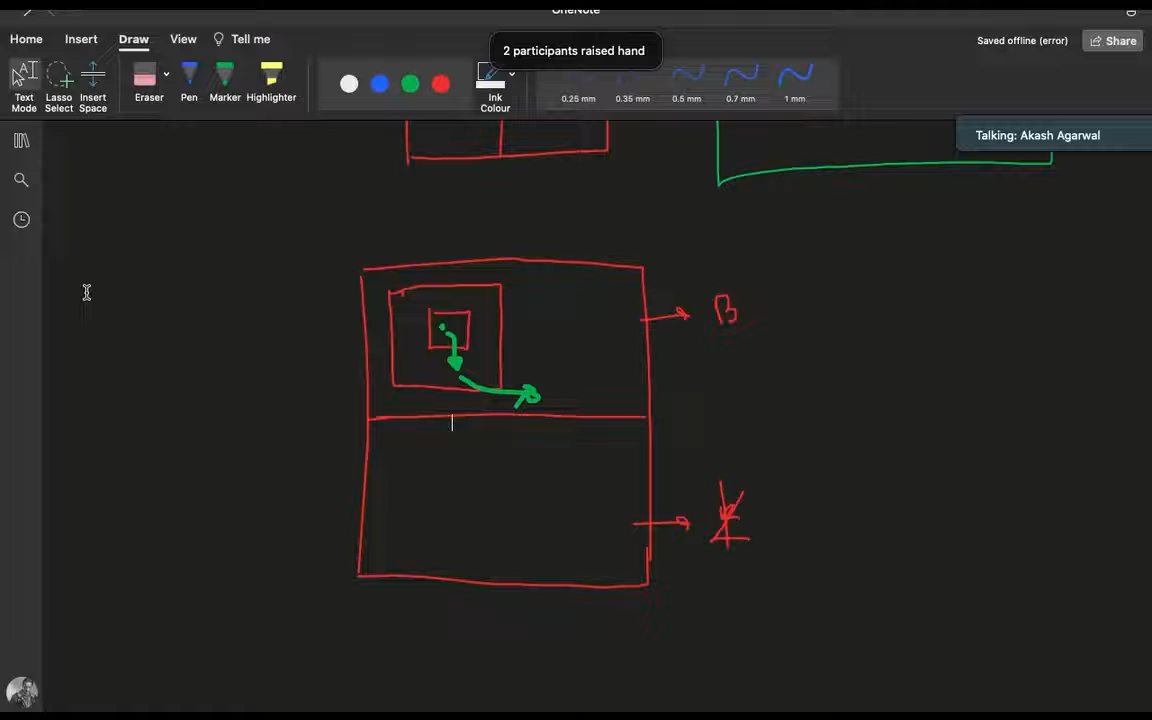 OneNote
Home Insert Draw View Tell me
2 participants raised hand
Saved offline (error) Share
Text Mode
Lasso Select
Insert Space
Eraser
Pen
Marker
Highlighter
Ink Colour
0.25 mm 0.35 mm 0.5 mm 0.7 mm 1 mm
Talking: Akash Agarwal
B